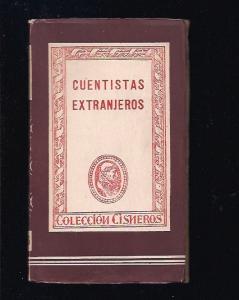 CUENTISTAS
EXTRANJEROS
COLECCIÓN CISNEROS